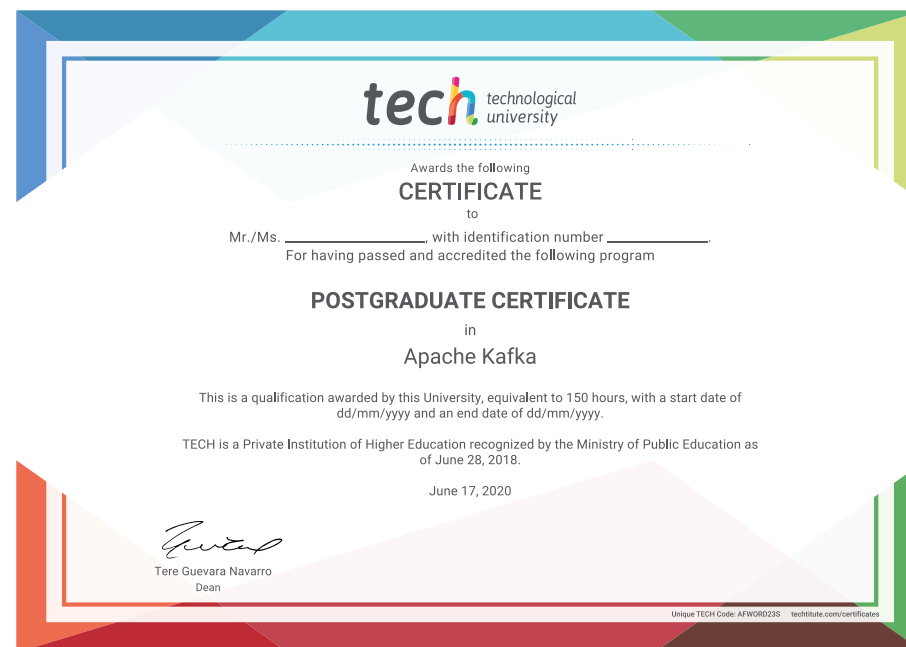 tech technological
university
Awards the following
CERTIFICATE
to
Mr./Ms. ____________________, with identification number _______________.
For having passed and accredited the following program
POSTGRADUATE CERTIFICATE
in
Apache Kafka
This is a qualification awarded by this University, equivalent to 150 hours, with a start date of
dd/mm/yyyy and an end date of dd/mm/yyyy.
TECH is a Private Institution of Higher Education recognized by the Ministry of Public Education as
of June 28, 2018.
June 17, 2020
Tere Guevara Navarro
Dean
Unique TECH Code: AFWORD23S techtitute.com/certificates